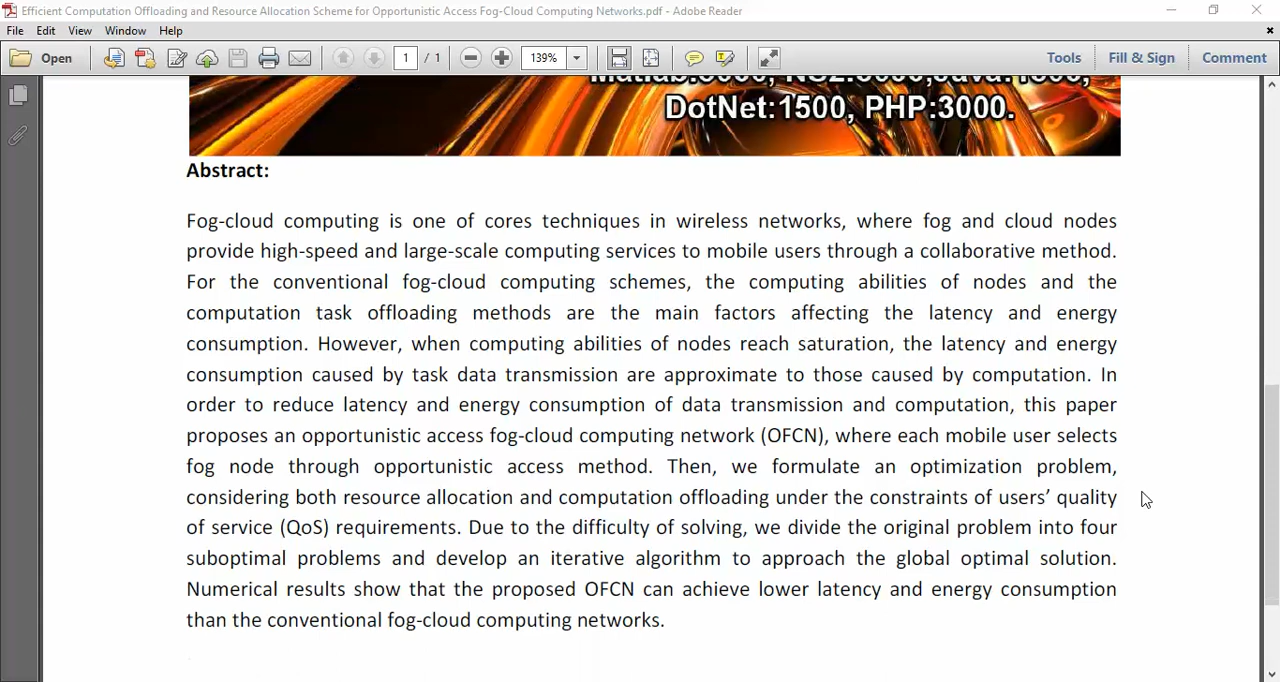 Efficient Computation Offloading and Resource Allocation Scheme for Opportunistic Access Fog-Cloud Computing Networks.pdf - Adobe Reader
File Edit View Window Help
Open 1 / 1 139% Tools Fill & Sign Comment
DotNet:1500, PHP:3000.
Abstract:
Fog-cloud computing is one of cores techniques in wireless networks, where fog and cloud nodes
provide high-speed and large-scale computing services to mobile users through a collaborative method.
For the conventional fog-cloud computing schemes, the computing abilities of nodes and the
computation task offloading methods are the main factors affecting the latency and energy
consumption. However, when computing abilities of nodes reach saturation, the latency and energy
consumption caused by task data transmission are approximate to those caused by computation. In
order to reduce latency and energy consumption of data transmission and computation, this paper
proposes an opportunistic access fog-cloud computing network (OFCN), where each mobile user selects
fog node through opportunistic access method. Then, we formulate an optimization problem,
considering both resource allocation and computation offloading under the constraints of users’ quality
of service (QoS) requirements. Due to the difficulty of solving, we divide the original problem into four
suboptimal problems and develop an iterative algorithm to approach the global optimal solution.
Numerical results show that the proposed OFCN can achieve lower latency and energy consumption
than the conventional fog-cloud computing networks.